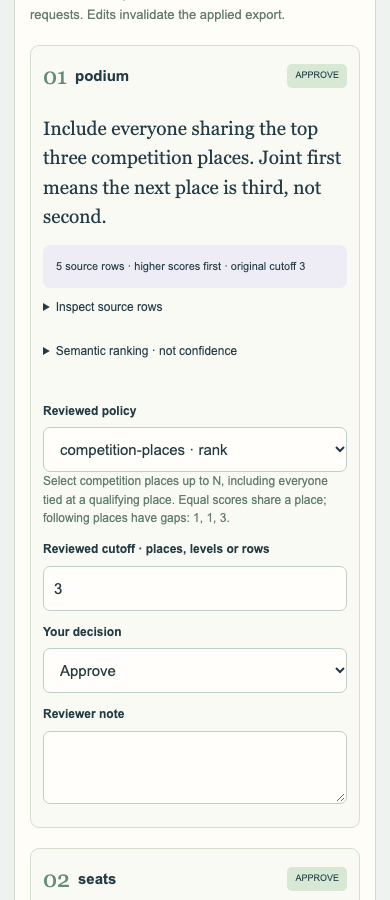 requests. Edits invalidate the applied export.
01 podium
APPROVE
Include everyone sharing the top
three competition places. Joint first
means the next place is third, not
second.
5 source rows · higher scores first · original cutoff 3
Inspect source rows
Semantic ranking · not confidence
Reviewed policy
competition-places · rank
Select competition places up to N, including everyone
tied at a qualifying place. Equal scores share a place;
following places have gaps: 1, 1, 3.
Reviewed cutoff · places, levels or rows
3
Your decision
Approve
Reviewer note
02 seats
APPROVE